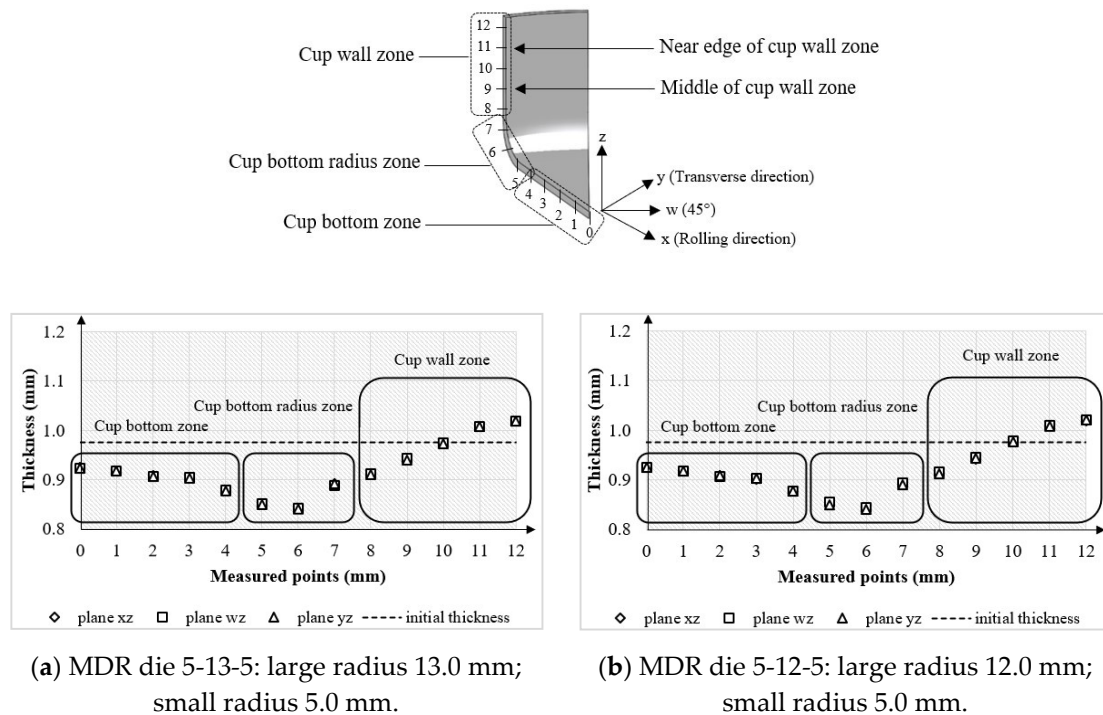 12
Cup wall zone
11
Near edge of cup wall zone
10
9
Middle of cup wall zone
8
7
Cup bottom radius zone
6
5
4
3
2
1
0
Cup bottom zone
z
y (Transverse direction)
w (45°)
x (Rolling direction)
1.2
1.1
1.0
0.9
0.8
Thickness (mm)
Cup wall zone
Cup bottom radius zone
Cup bottom zone
0 1 2 3 4 5 6 7 8 9 10 11 12
Measured points (mm)
plane xz plane wz plane yz initial thickness
(a) MDR die 5-13-5: large radius 13.0 mm;
small radius 5.0 mm.
1.2
1.1
1.0
0.9
0.8
Thickness (mm)
Cup wall zone
Cup bottom radius zone
Cup bottom zone
0 1 2 3 4 5 6 7 8 9 10 11 12
Measured points (mm)
plane xz plane wz plane yz initial thickness
(b) MDR die 5-12-5: large radius 12.0 mm;
small radius 5.0 mm.